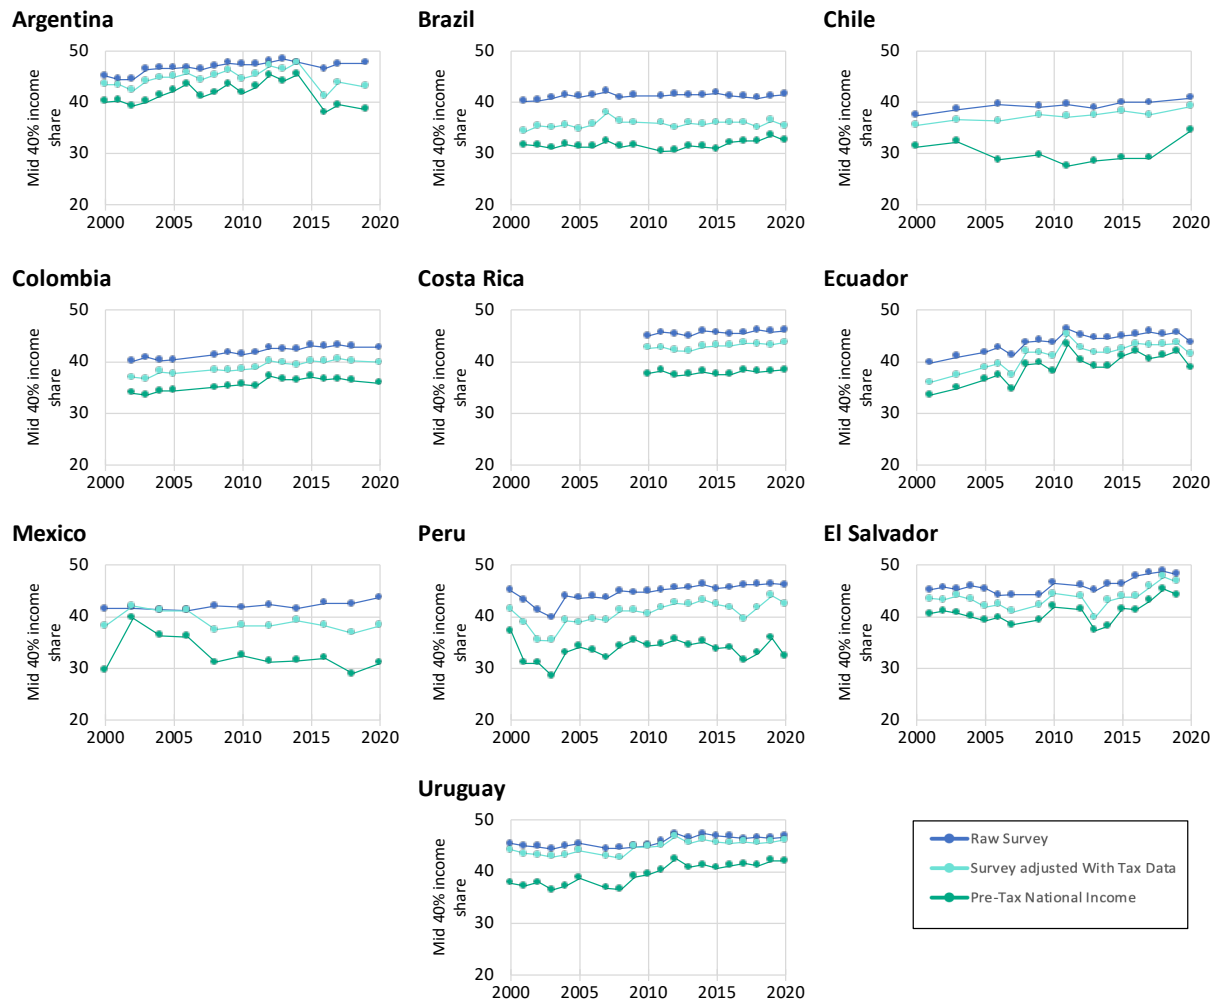 Argentina
Brazil
Chile
Mid 40% income
share
50
40
30
20
2000 2005 2010 2015 2020
Mid 40% income
share
50
40
30
20
2000 2005 2010 2015 2020
Mid 40% income
share
50
40
30
20
2000 2005 2010 2015 2020
Colombia
Costa Rica
Ecuador
Mid 40% income
share
50
40
30
20
2000 2005 2010 2015 2020
Mid 40% income
share
50
40
30
20
2000 2005 2010 2015 2020
Mid 40% income
share
50
40
30
20
2000 2005 2010 2015 2020
Mexico
Peru
El Salvador
Mid 40% income
share
50
40
30
20
2000 2005 2010 2015 2020
Mid 40% income
share
50
40
30
20
2000 2005 2010 2015 2020
Mid 40% income
share
50
40
30
20
2000 2005 2010 2015 2020
Uruguay
Mid 40% income
share
50
40
30
20
2000 2005 2010 2015 2020
Raw Survey
Survey adjusted With Tax Data
Pre-Tax National Income